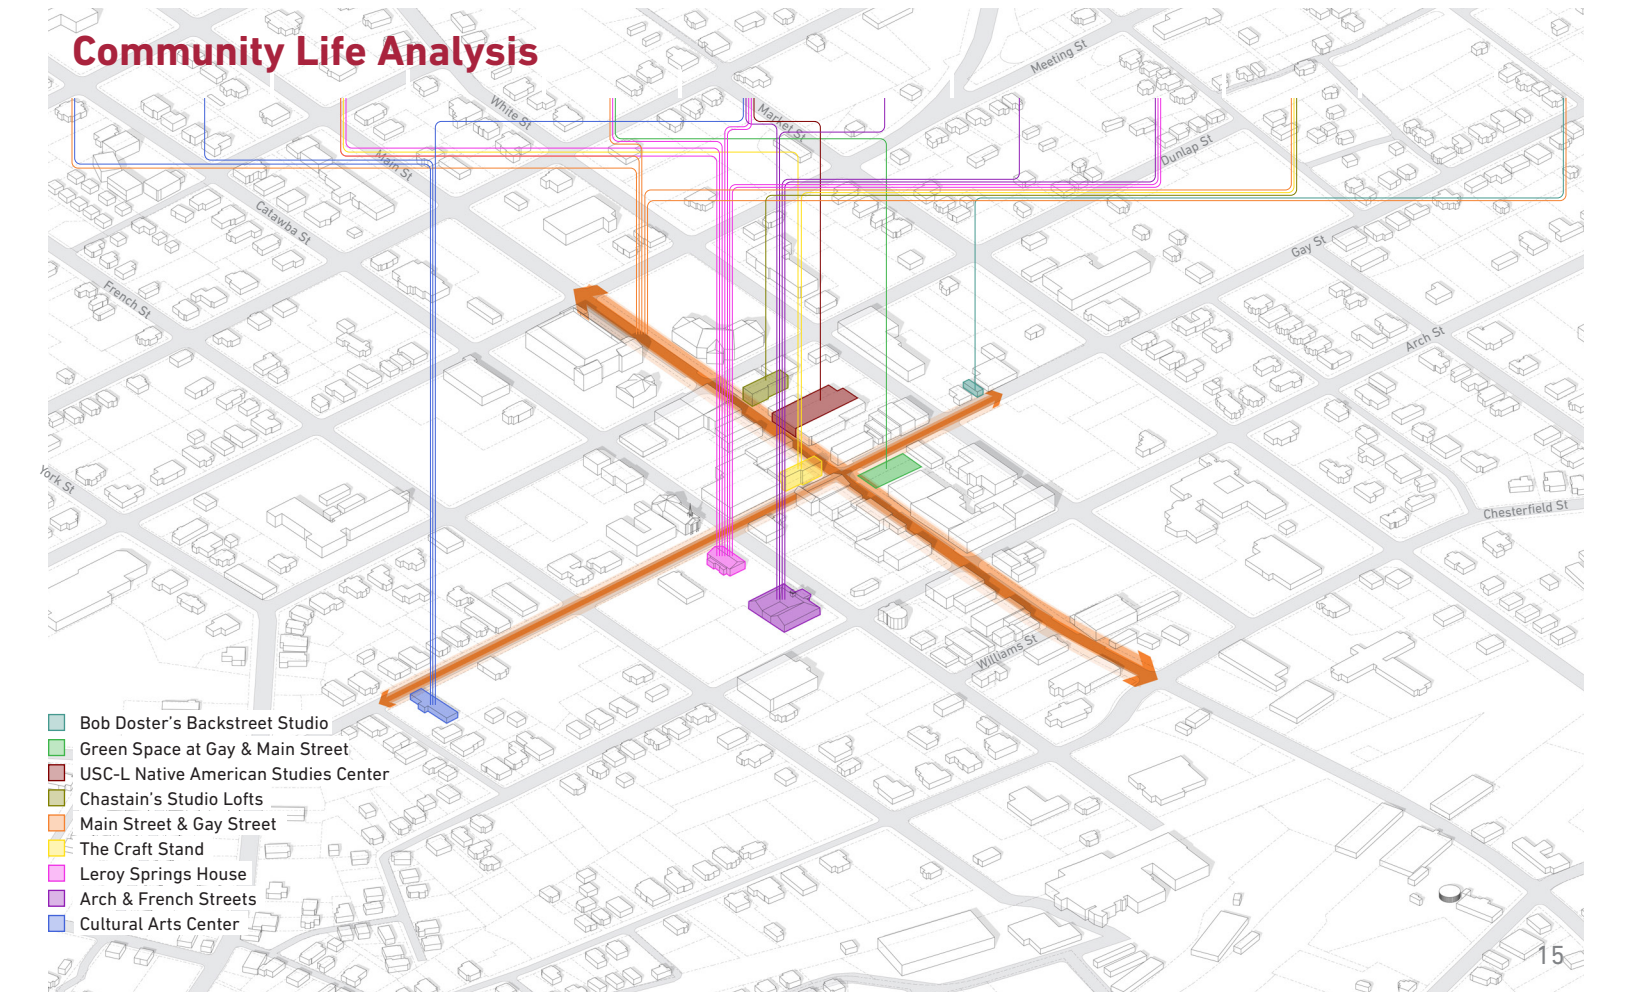 Community Life Analysis
Meeting St
White St
Market St
Main St
Dunlap St
Catawba St
Gay St
French St
Arch St
York St
Chesterfield St
Williams St
Bob Doster’s Backstreet Studio
Green Space at Gay & Main Street
USC-L Native American Studies Center
Chastain’s Studio Lofts
Main Street & Gay Street
The Craft Stand
Leroy Springs House
Arch & French Streets
Cultural Arts Center
15